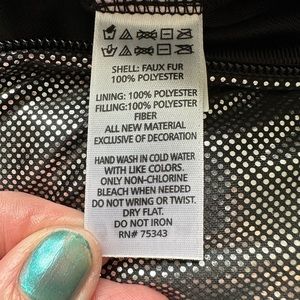 SHELL: FAUX FUR
100% POLYESTER
LINING: 100% POLYESTER
FILLING:100% POLYESTER
FIBER
ALL NEW MATERIAL
EXCLUSIVE OF DECORATION
HAND WASH IN COLD WATER
WITH LIKE COLORS.
ONLY NON-CHLORINE
BLEACH WHEN NEEDED
DO NOT WRING OR TWIST.
DRY FLAT.
DO NOT IRON
RN# 75343